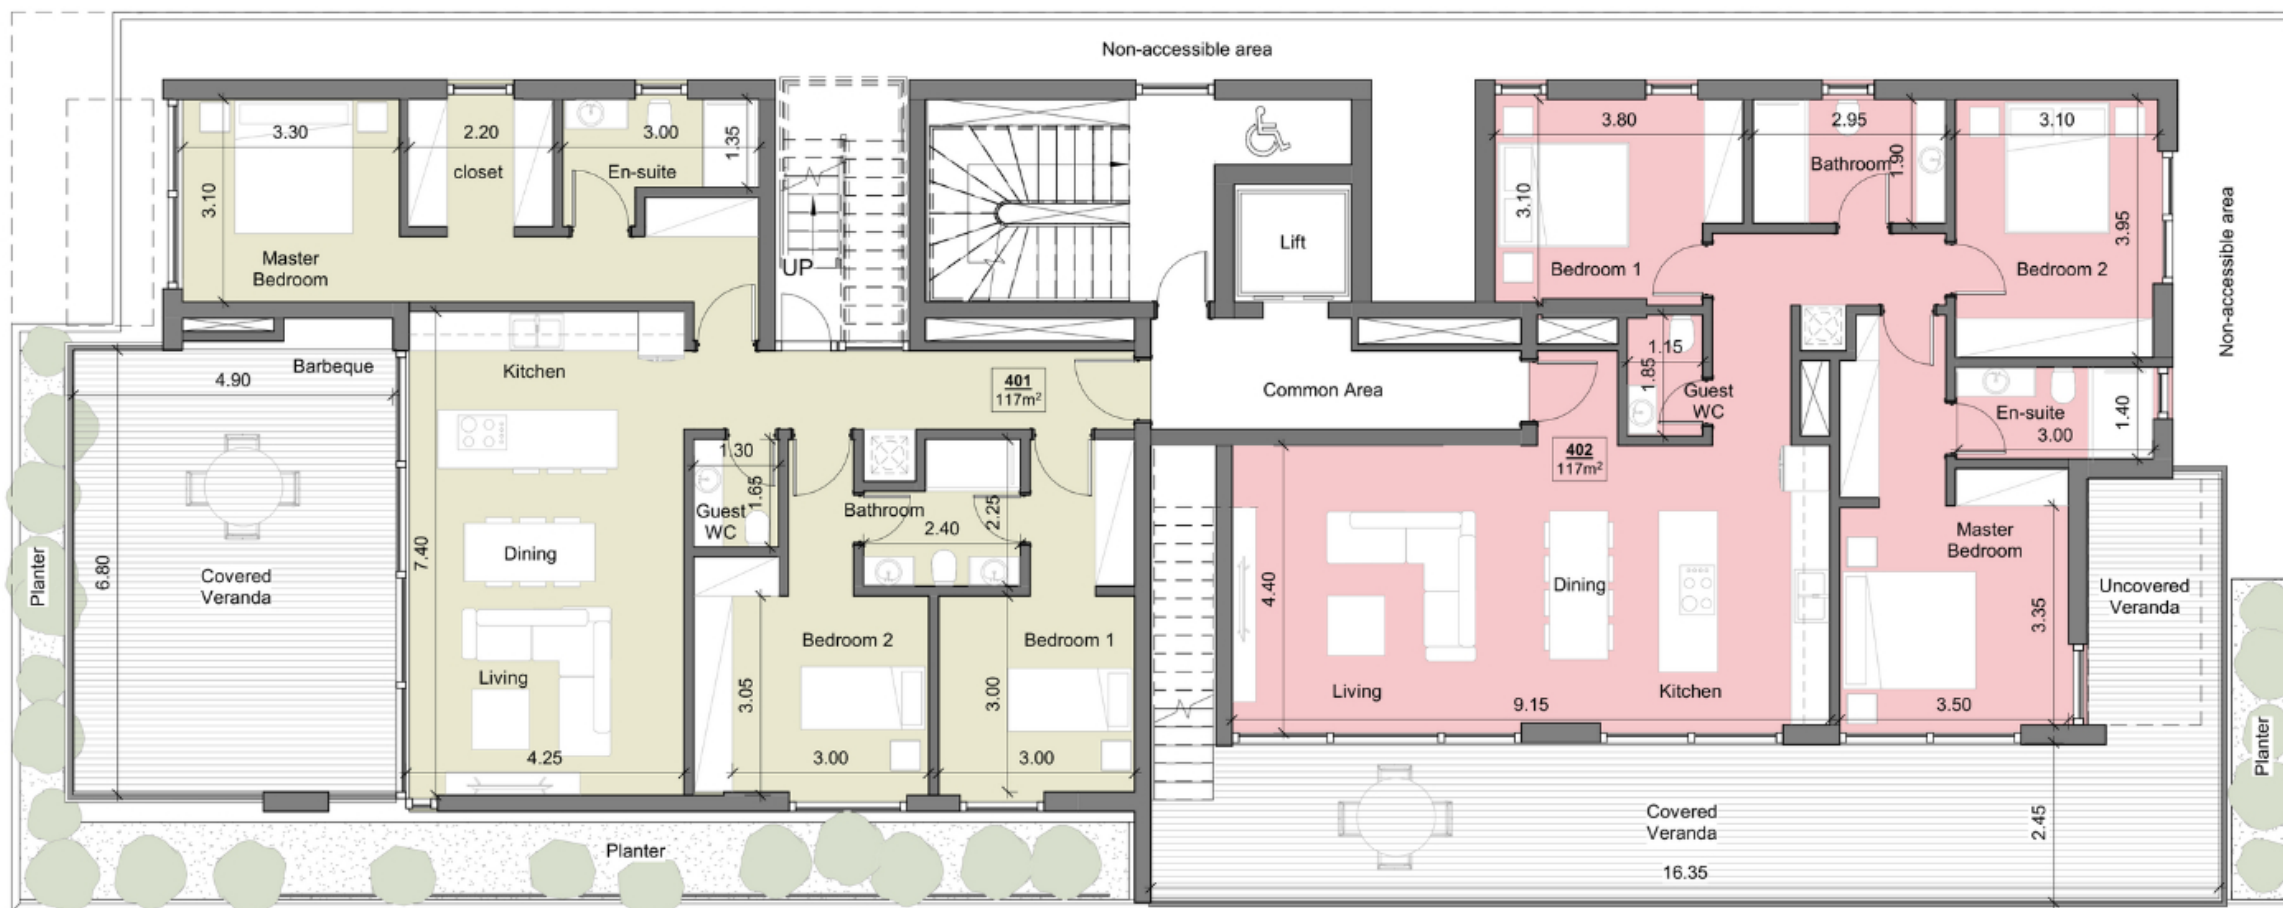 Non-accessible area
3.30
2.20
3.00
1.35
closet
En-suite
3.10
Master
Bedroom
UP
Lift
3.80
2.95
3.10
Bathroom
1.90
3.10
3.95
Bedroom 1
Bedroom 2
Non-accessible area
Barbeque
4.90
Kitchen
401
117m²
Common Area
1.15
1.85
Guest
WC
En-suite
3.00
1.40
402
117m²
1.30
1.65
Guest
WC
Bathroom
2.40
2.25
Planter
6.80
Covered
Veranda
7.40
Dining
Living
4.25
Bedroom 2
3.05
3.00
Bedroom 1
3.00
3.00
4.40
Dining
Living
Kitchen
9.15
Master
Bedroom
3.35
3.50
Uncovered
Veranda
Planter
Planter
Covered
Veranda
2.45
16.35